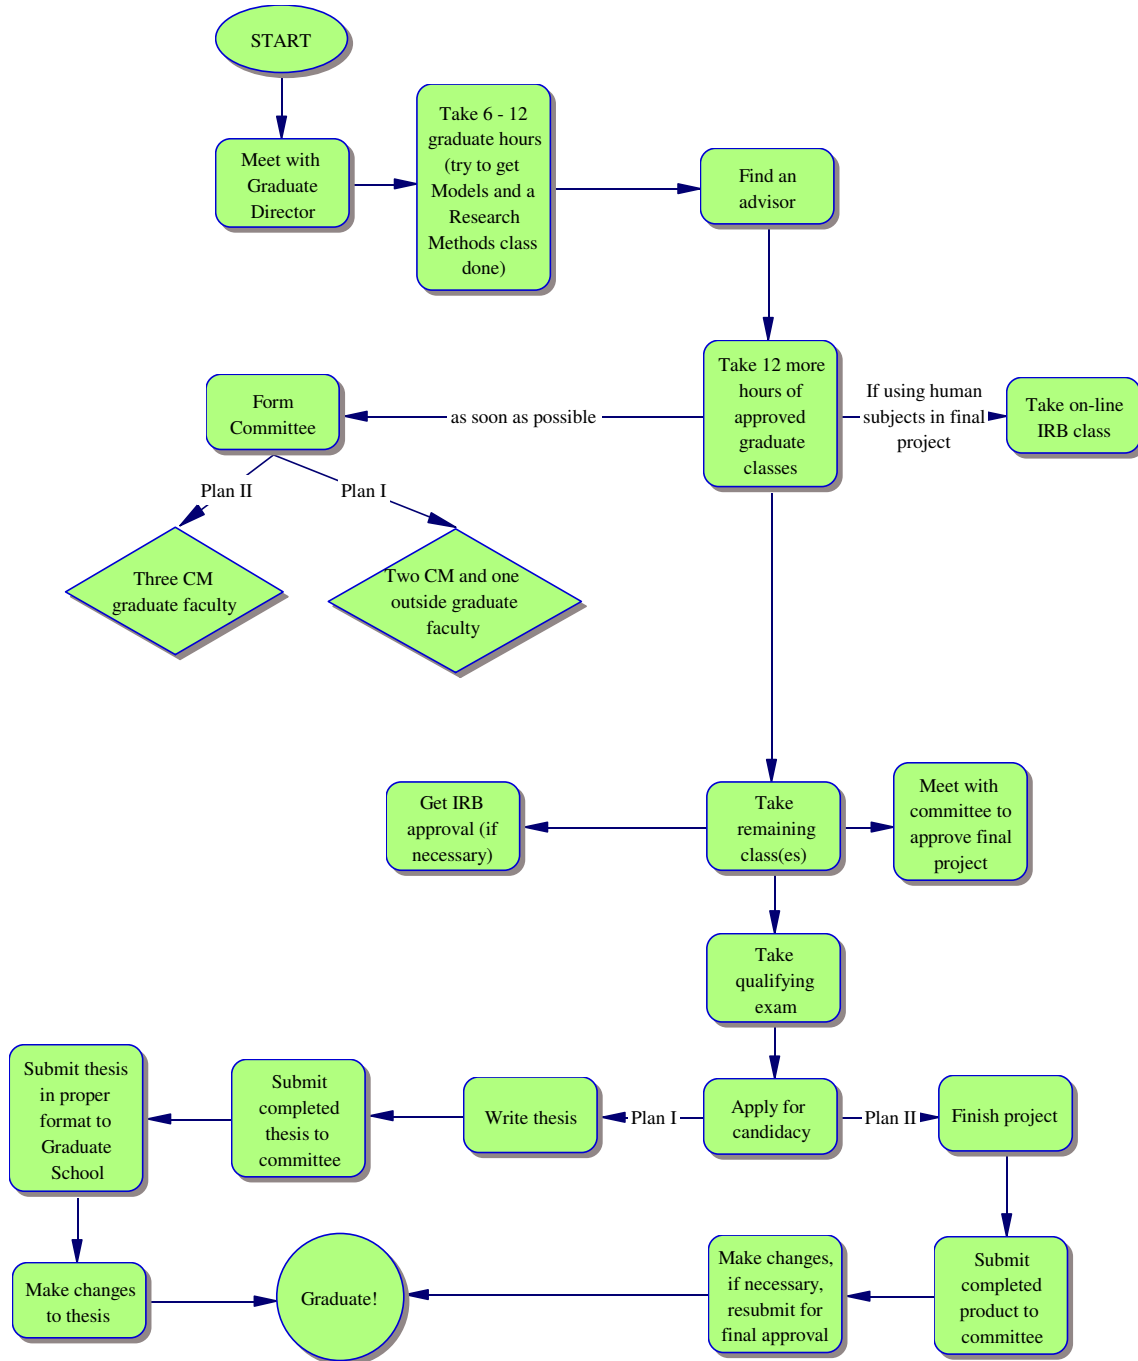 START
Meet with
Graduate
Director
Take 6 - 12
graduate hours
(try to get
Models and a
Research
Methods class
done)
Find an
advisor
Take 12 more
hours of
approved
graduate
classes
as soon as possible
Form
Committee
If using human
subjects in final
project
Take on-line
IRB class
Plan II
Plan I
Three CM
graduate faculty
Two CM and one
outside graduate
faculty
Get IRB
approval (if
necessary)
Take
remaining
class(es)
Meet with
committee to
approve final
project
Take
qualifying
exam
Apply for
candidacy
Plan I
Write thesis
Submit
completed
thesis to
committee
Submit thesis
in proper
format to
Graduate
School
Make changes
to thesis
Plan II
Finish project
Submit
completed
product to
committee
Make changes,
if necessary,
resubmit for
final approval
Graduate!